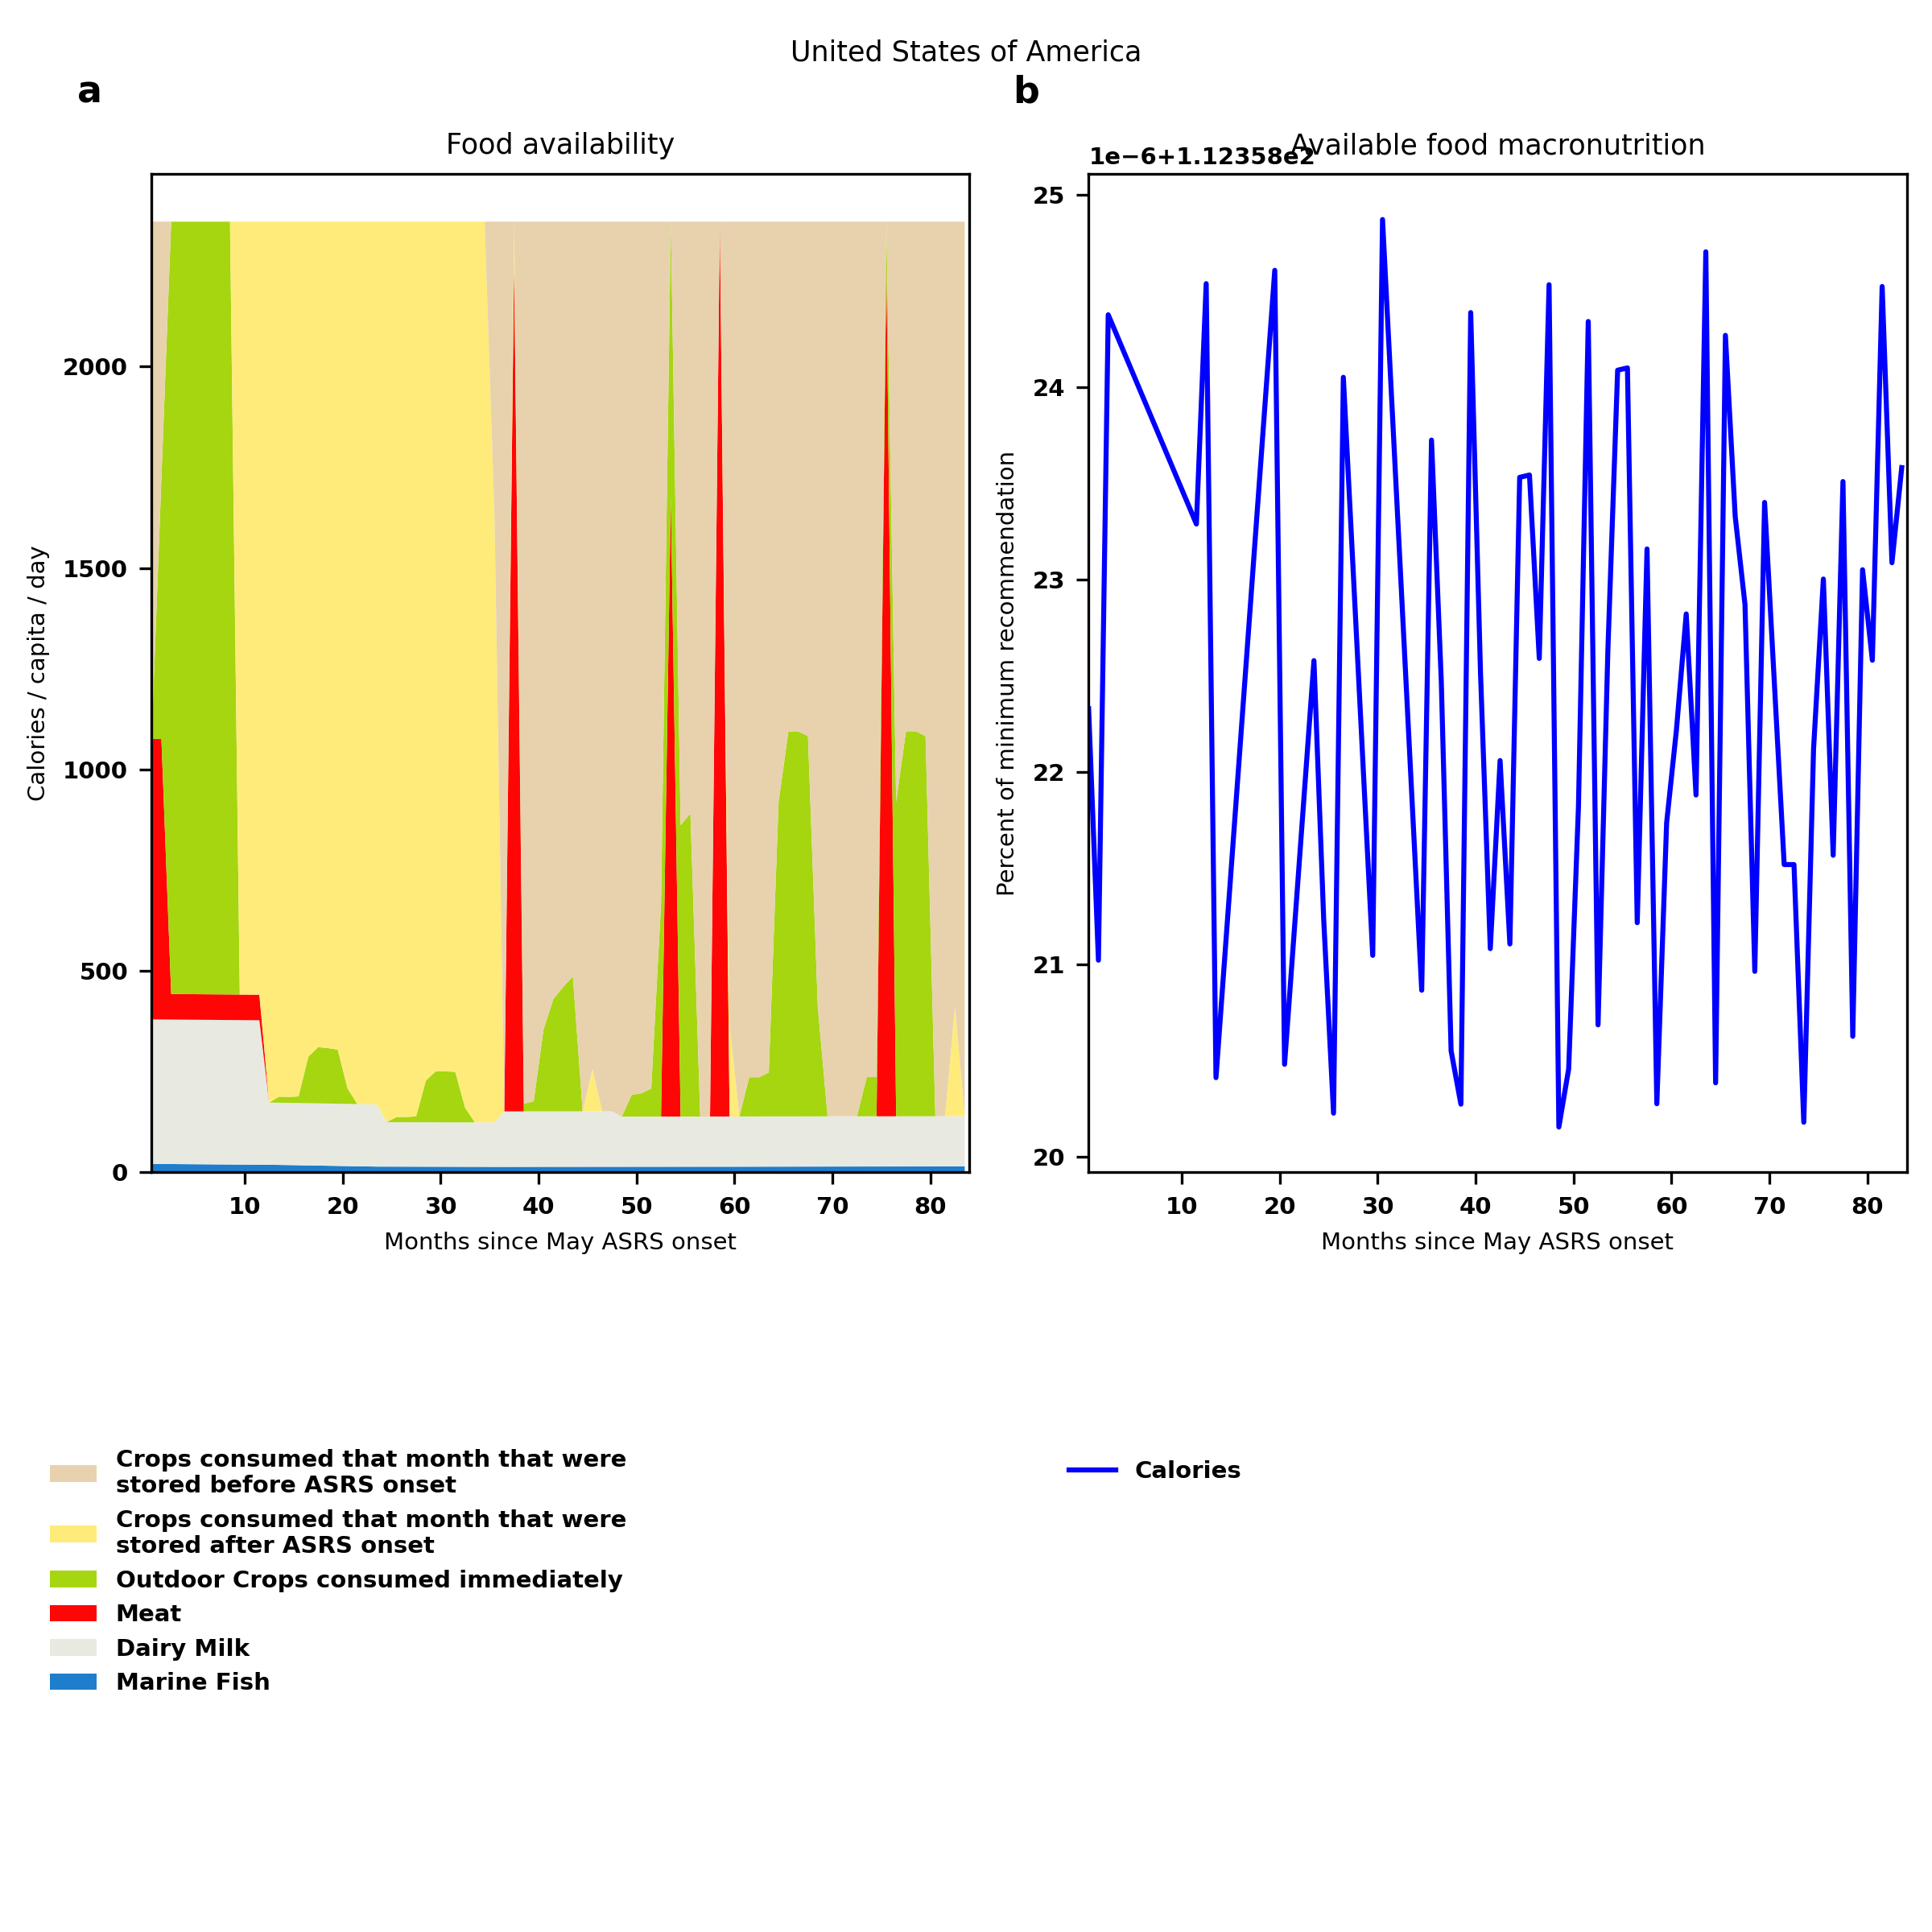 United States of America
a
b
Food availability
Available food macronutrition
1e−6+1.12358e2
Calories / capita / day
2000
1500
1000
500
0
10 20 30 40 50 60 70 80
Months since May ASRS onset
Percent of minimum recommendation
25
24
23
22
21
20
10 20 30 40 50 60 70 80
Months since May ASRS onset
Crops consumed that month that were
stored before ASRS onset
Crops consumed that month that were
stored after ASRS onset
Outdoor Crops consumed immediately
Meat
Dairy Milk
Marine Fish
Calories